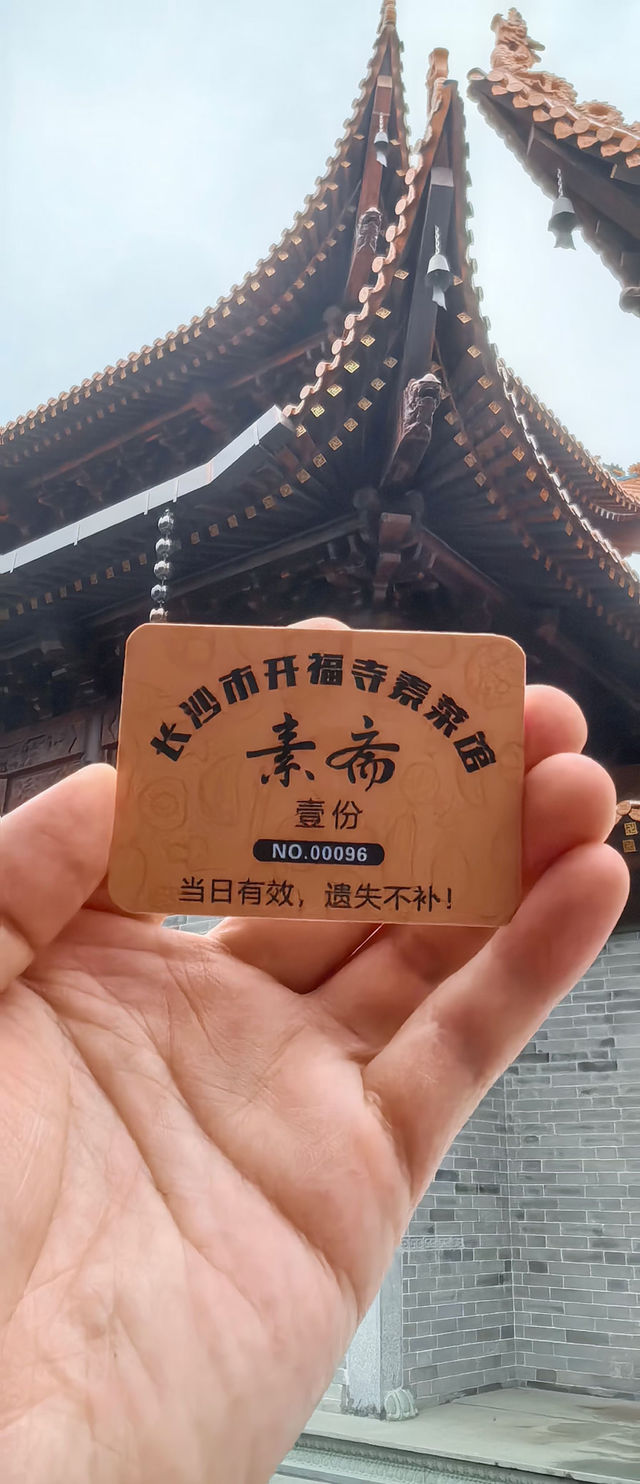 长沙市开福寺素菜馆
素斋
壹份
NO.00096
当日有效，遗失不补！